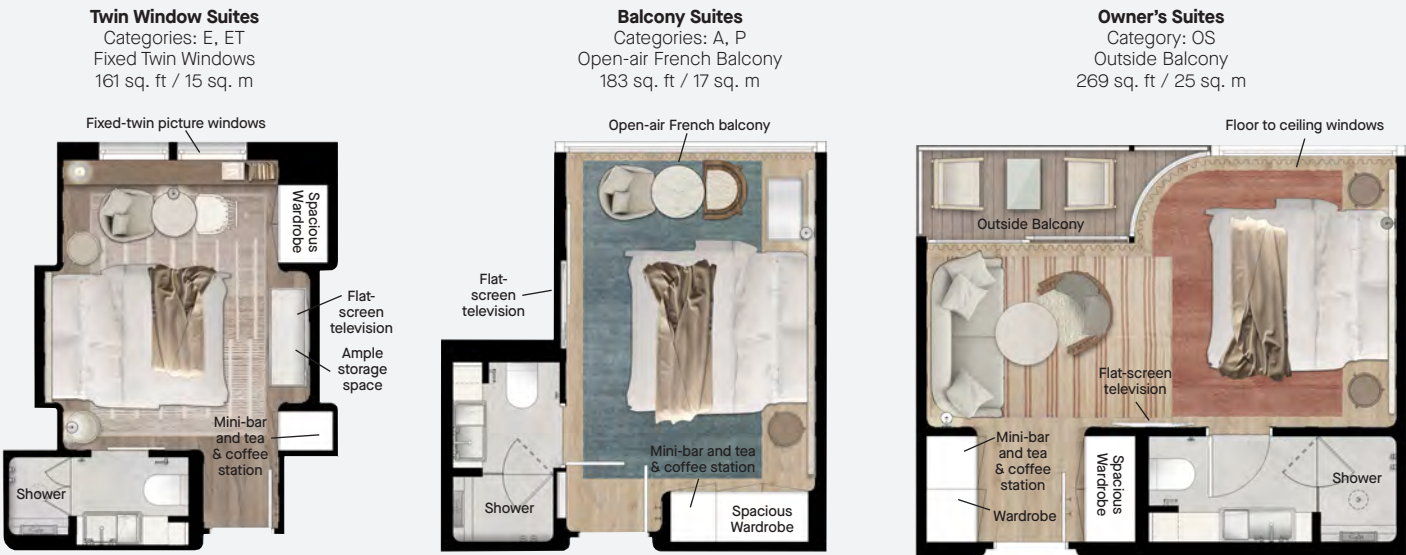 Twin Window Suites
Categories: E, ET
Fixed Twin Windows
161 sq. ft / 15 sq. m
Fixed-twin picture windows
Spacious
Wardrobe
Flat-
screen
television
Ample
storage
space
Mini-bar
and tea
& coffee
station
Shower
Balcony Suites
Categories: A, P
Open-air French Balcony
183 sq. ft / 17 sq. m
Open-air French balcony
Flat-
screen
television
Mini-bar and tea
& coffee station
Shower
Spacious
Wardrobe
Owner's Suites
Category: OS
Outside Balcony
269 sq. ft / 25 sq. m
Floor to ceiling windows
Outside Balcony
Flat-screen
television
Mini-bar
and tea
& coffee
station
Wardrobe
Spacious
Wardrobe
Shower